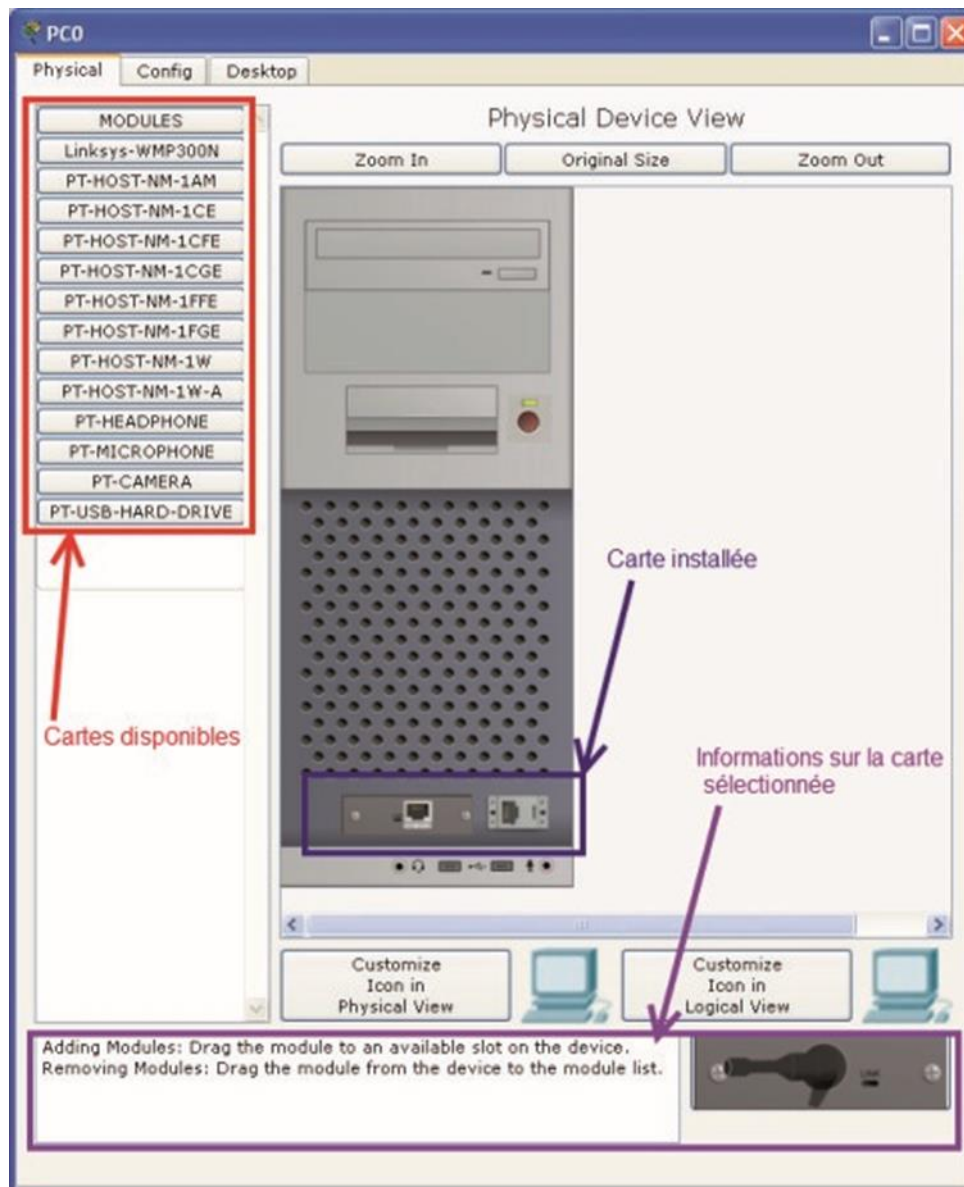 PC0
Physical Config Desktop
MODULES
Linksys-WMP300N
PT-HOST-NM-1AM
PT-HOST-NM-1CE
PT-HOST-NM-1CFE
PT-HOST-NM-1CGE
PT-HOST-NM-1FFE
PT-HOST-NM-1FGE
PT-HOST-NM-1W
PT-HOST-NM-1W-A
PT-HEADPHONE
PT-MICROPHONE
PT-CAMERA
PT-USB-HARD-DRIVE
Cartes disponibles
Physical Device View
Zoom In Original Size Zoom Out
Carte installée
Informations sur la carte
sélectionnée
Customize
Icon in
Physical View
Customize
Icon in
Logical View
Adding Modules: Drag the module to an available slot on the device.
Removing Modules: Drag the module from the device to the module list.
LINK